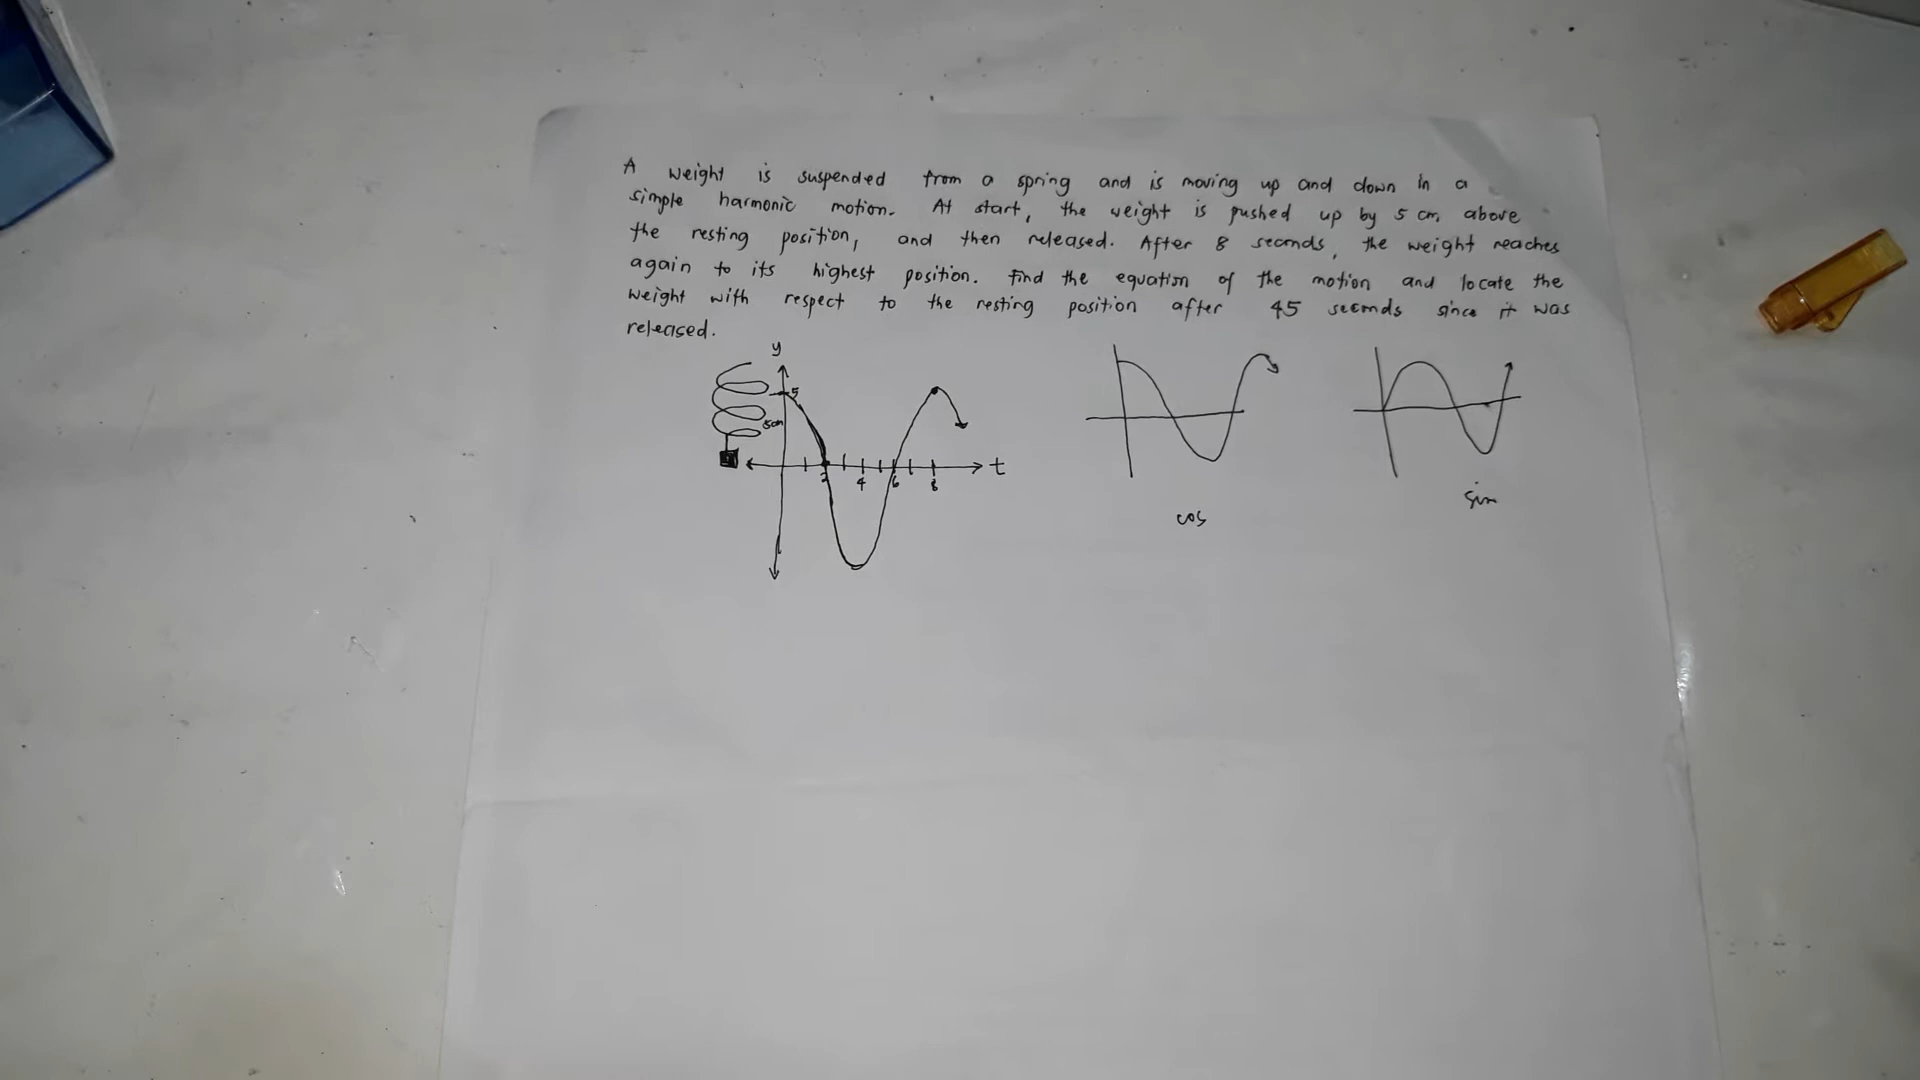 A weight is suspended from a spring and is moving up and down in a
simple harmonic motion. At start, the weight is pushed up by 5 cm above
the resting position, and then released. After 8 seconds, the weight reaches
again to its highest position. Find the equation of the motion and locate the
weight with respect to the resting position after 45 seconds since it was
released.
y
5
5cm
t
2 4 6 8
cos
sin